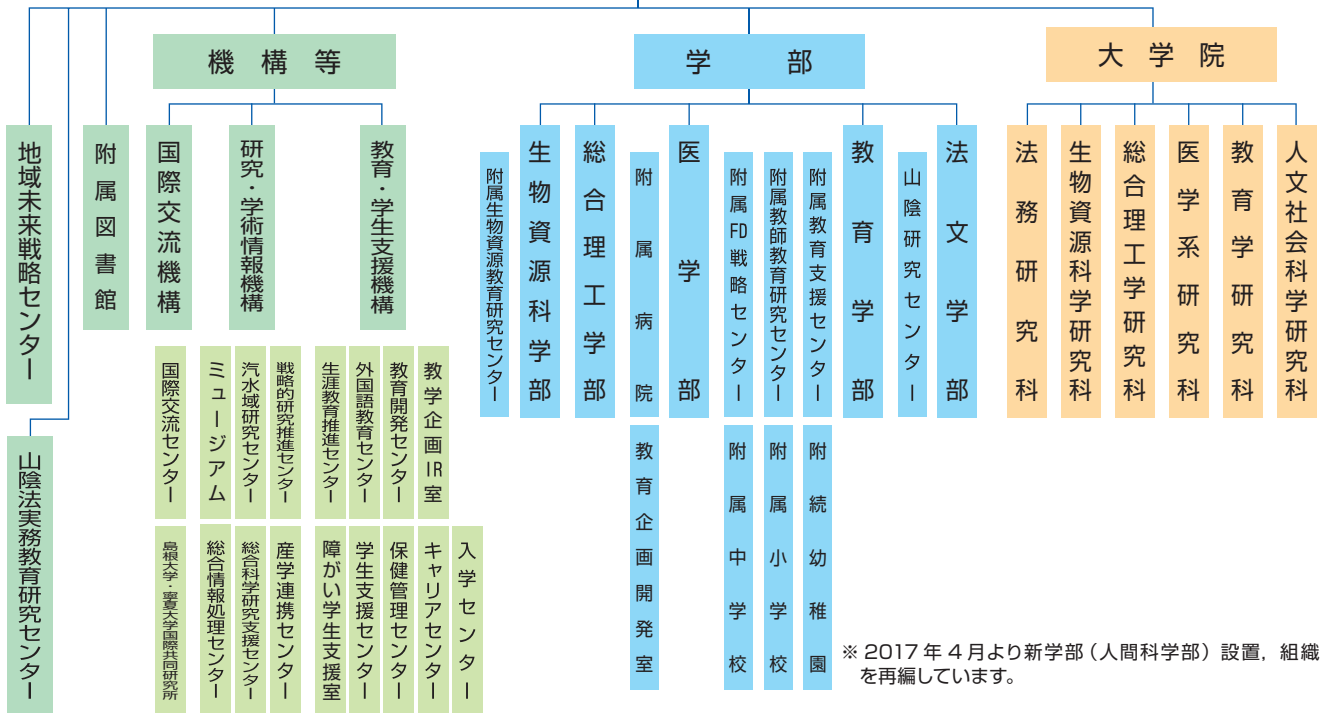 機構等
学部
大学院
地域未来戦略センター
附属図書館
国際交流機構
研究・学術情報機構
教育・学生支援機構
附属生物資源教育研究センター
生物資源科学部
総合理工学部
附属病院
医学部
附属FD戦略センター
附属教師教育研究センター
附属教育支援センター
教育学部
山陰研究センター
法文学部
法務研究科
生物資源科学研究科
総合理工学研究科
医学系研究科
教育学研究科
人文社会科学研究科
山陰法実務教育研究センター
国際交流センター
ミュージアム
汽水域研究センター
戦略的研究推進センター
生涯教育推進センター
外国語教育センター
教育開発センター
教学企画IR室
島根大学・寧夏大学国際共同研究所
総合情報処理センター
総合科学研究支援センター
産学連携センター
障がい学生支援室
学生支援センター
保健管理センター
キャリアセンター
入学センター
教育企画開発室
附属中学校
附属小学校
附続幼稚園
※ 2017年4月より新学部（人間科学部）設置，組織
を再編しています。